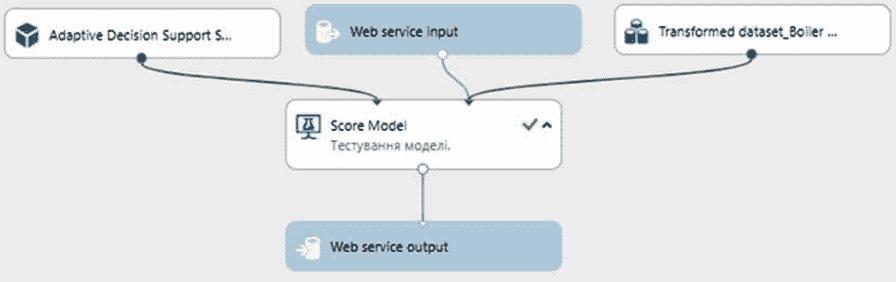 Adaptive Decision Support S...
Web service input
Transformed dataset_Boiler ...
Score Model
Тестування моделі.
Web service output